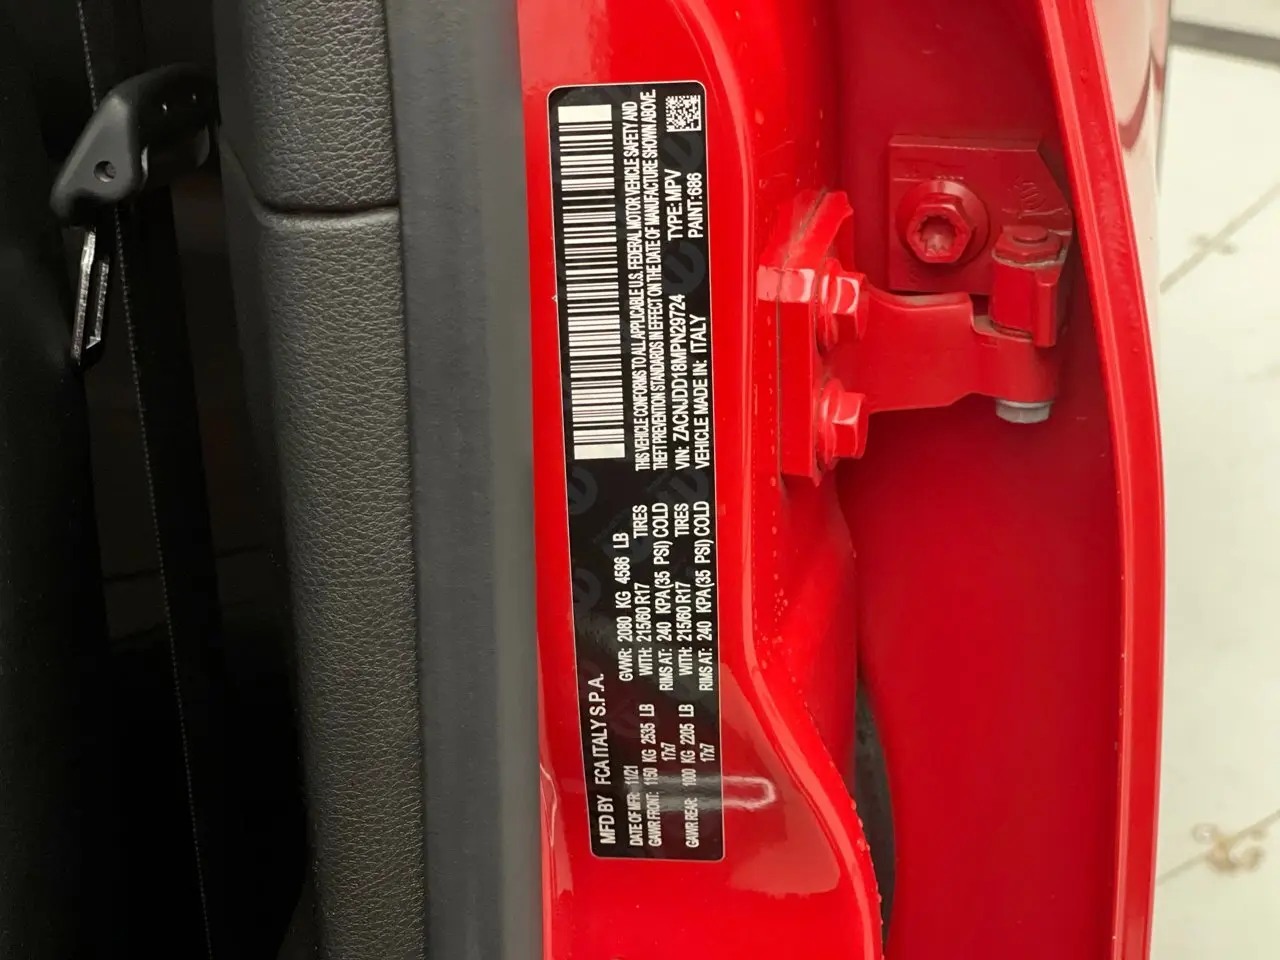 MFD BY FCA ITALY S.P.A.
DATE OF MFR: 11/21 GVWR: 2080 KG 4586 LB
GAWR FRONT: 1150 KG 2535 LB WITH: 215/60 R17 TIRES
17x7 RIMS AT: 240 KPA(35 PSI) COLD
GAWR REAR: 1000 KG 2205 LB WITH: 215/60 R17 TIRES
17x7 RIMS AT: 240 KPA(35 PSI) COLD
THIS VEHICLE CONFORMS TO ALL APPLICABLE U.S. FEDERAL MOTOR VEHICLE SAFETY AND
THEFT PREVENTION STANDARDS IN EFFECT ON THE DATE OF MANUFACTURE SHOWN ABOVE.
VIN: ZACNJDD18MPN29724 TYPE: MPV
VEHICLE MADE IN: ITALY PAINT: 686